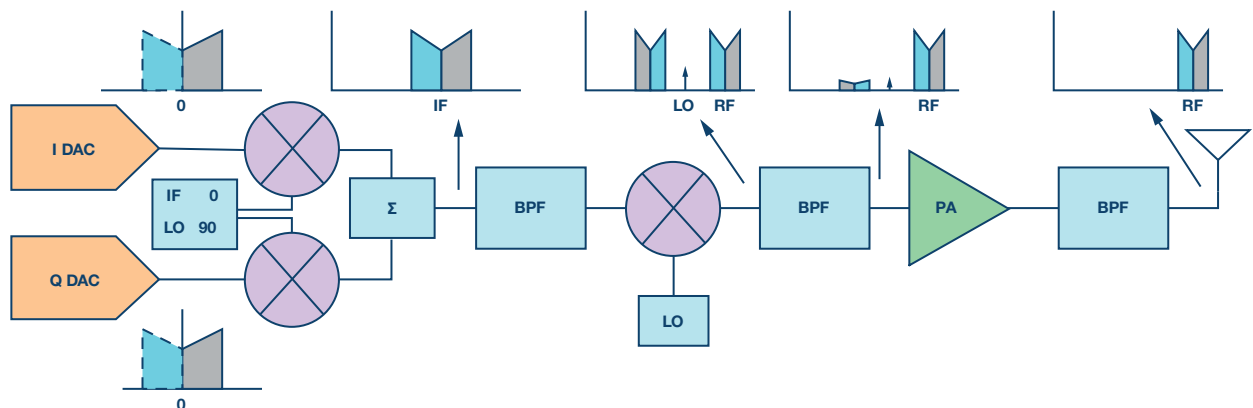 0
IF
LO RF
RF
RF
I DAC
IF 0
LO 90
Σ
BPF
BPF
PA
BPF
Q DAC
LO
0